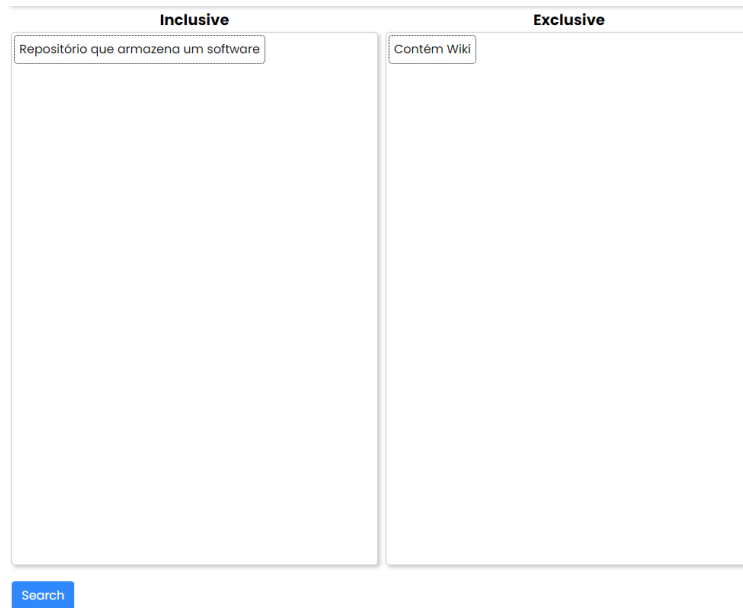 Inclusive
Exclusive
Repositório que armazena um software
Contém Wiki
Search